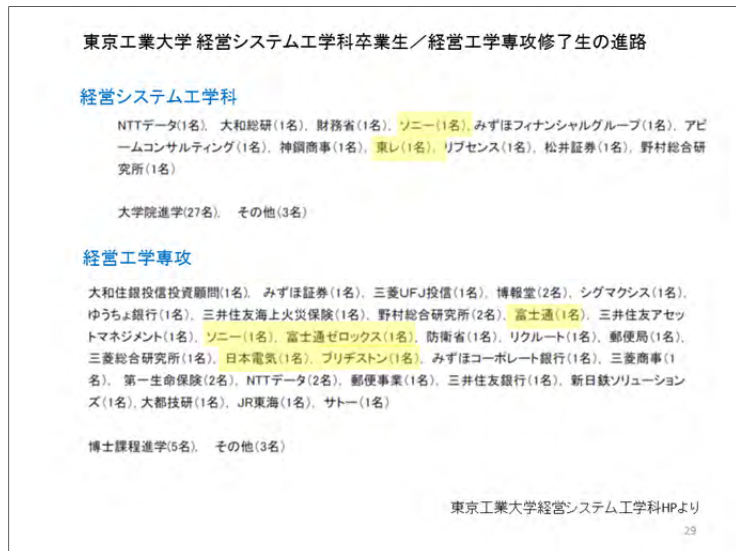 東京工業大学 経営システム工学科卒業生／経営工学専攻修了生の進路
経営システム工学科
NTTデータ(1名), 大和総研(1名), 財務省(1名), ソニー(1名), みずほフィナンシャルグループ(1名), アビ
ームコンサルティング(1名), 神鋼商事(1名), 東レ(1名), リブセンス(1名), 松井証券(1名), 野村総合研
究所(1名)
大学院進学(27名), その他(3名)
経営工学専攻
大和住銀投信投資顧問(1名), みずほ証券(1名), 三菱UFJ投信(1名), 博報堂(2名), シグマクシス(1名),
ゆうちょ銀行(1名), 三井住友海上火災保険(1名), 野村総合研究所(2名), 富士通(1名), 三井住友アセッ
トマネジメント(1名), ソニー(1名), 富士通ゼロックス(1名), 防衛省(1名), リクルート(1名), 郵便局(1名),
三菱総合研究所(1名), 日本電気(1名), ブリヂストン(1名), みずほコーポレート銀行(1名), 三菱商事(1
名), 第一生命保険(2名), NTTデータ(2名), 郵便事業(1名), 三井住友銀行(1名), 新日鉄ソリューション
ズ(1名), 大都技研(1名), JR東海(1名), サトー(1名)
博士課程進学(5名), その他(3名)
東京工業大学経営システム工学科HPより
29